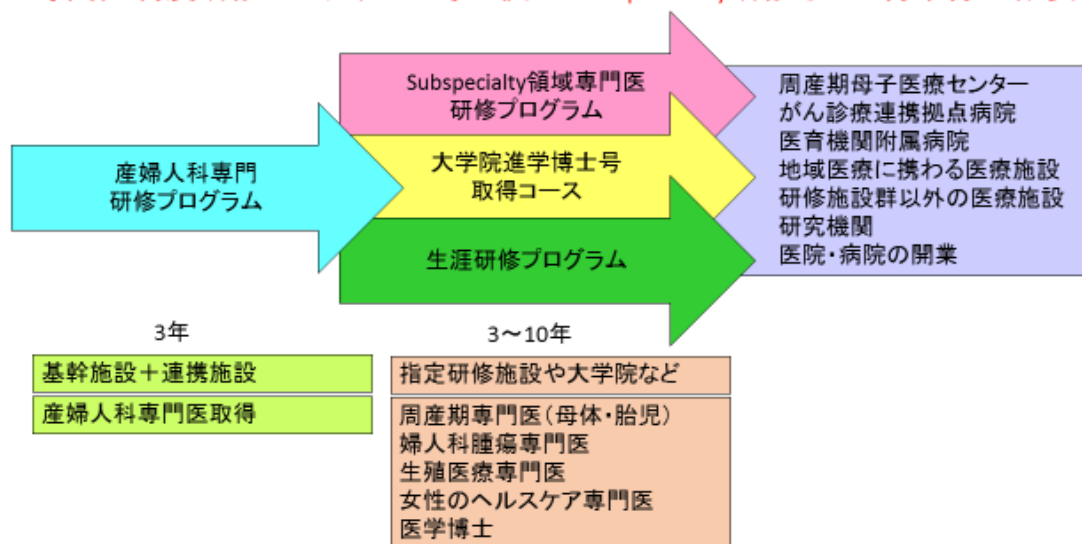 Subspecialty領域専門医
研修プログラム
産婦人科専門
研修プログラム
大学院進学博士号
取得コース
生涯研修プログラム
周産期母子医療センター
がん診療連携拠点病院
医育機関附属病院
地域医療に携わる医療施設
研修施設群以外の医療施設
研究機関
医院・病院の開業
3年
基幹施設+連携施設
産婦人科専門医取得
3~10年
指定研修施設や大学院など
周産期専門医(母体・胎児)
婦人科腫瘍専門医
生殖医療専門医
女性のヘルスケア専門医
医学博士